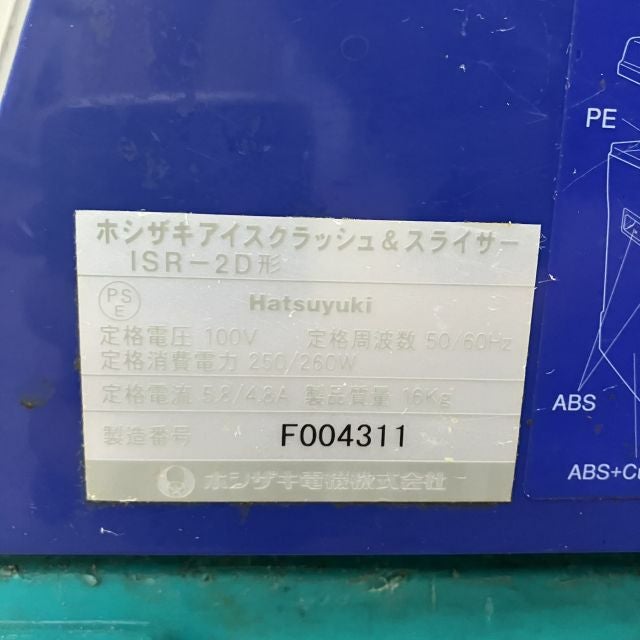 ホシザキアイスクラッシュ&スライサー
ISR-2D形
PS
E
Hatsuyuki
定格電圧 100V 定格周波数 50/60Hz
定格消費電力 250/260W
定格電流 5.2/4.8A 製品質量 16Kg
製造番号 F004311
ホシザキ電機株式会社
PE
ABS
ABS+Cu